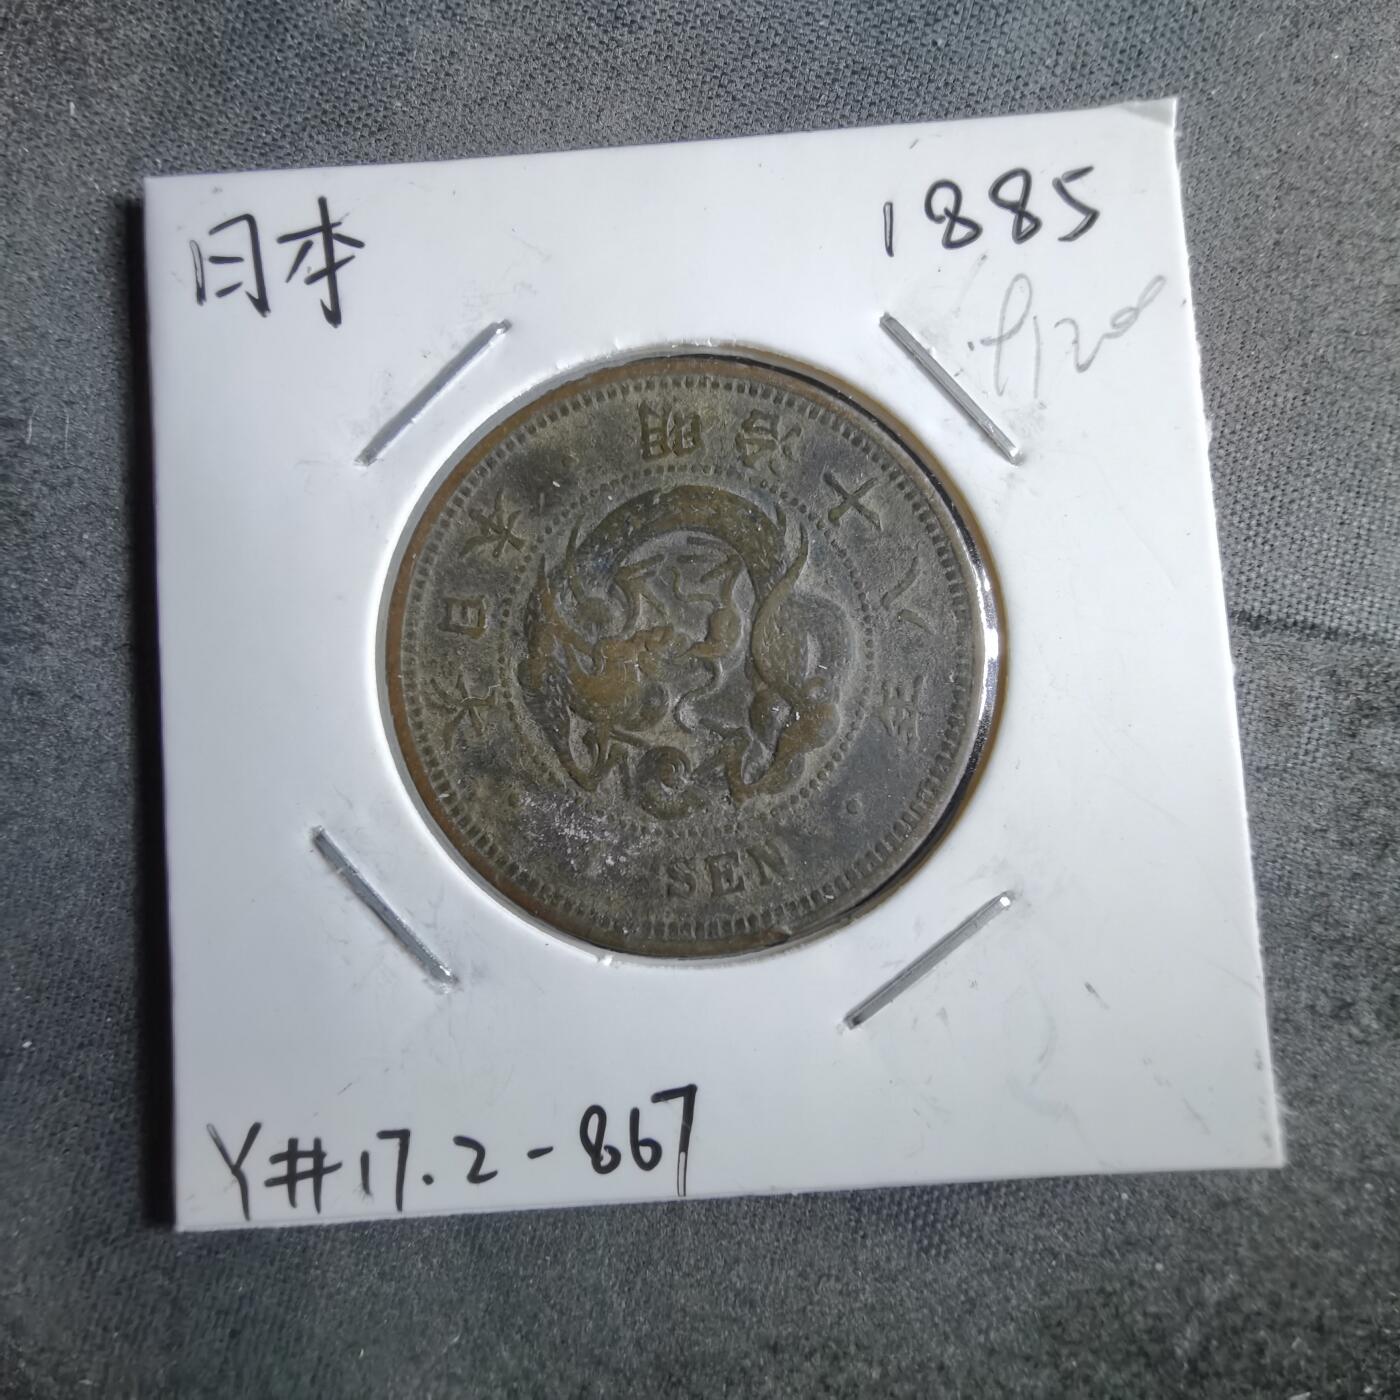 日本
1885
大日本
明治十八年
SEN
Y#17.2-867